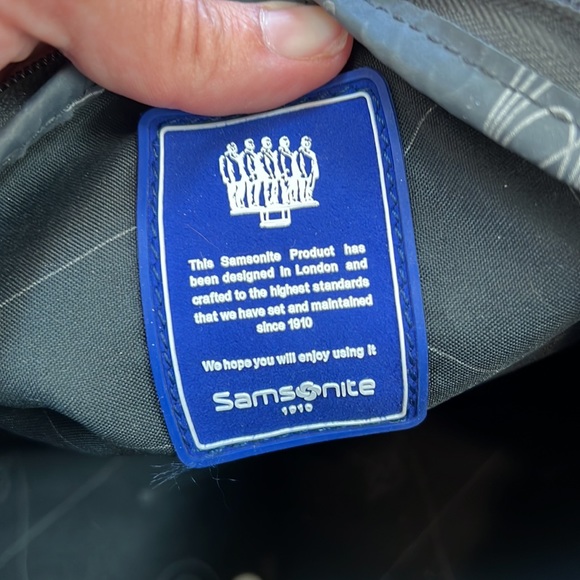 This Samsonite Product has
been designed in London and
crafted to the highest standards
that we have set and maintained
since 1910
We hope you will enjoy using it
Samsonite
1910